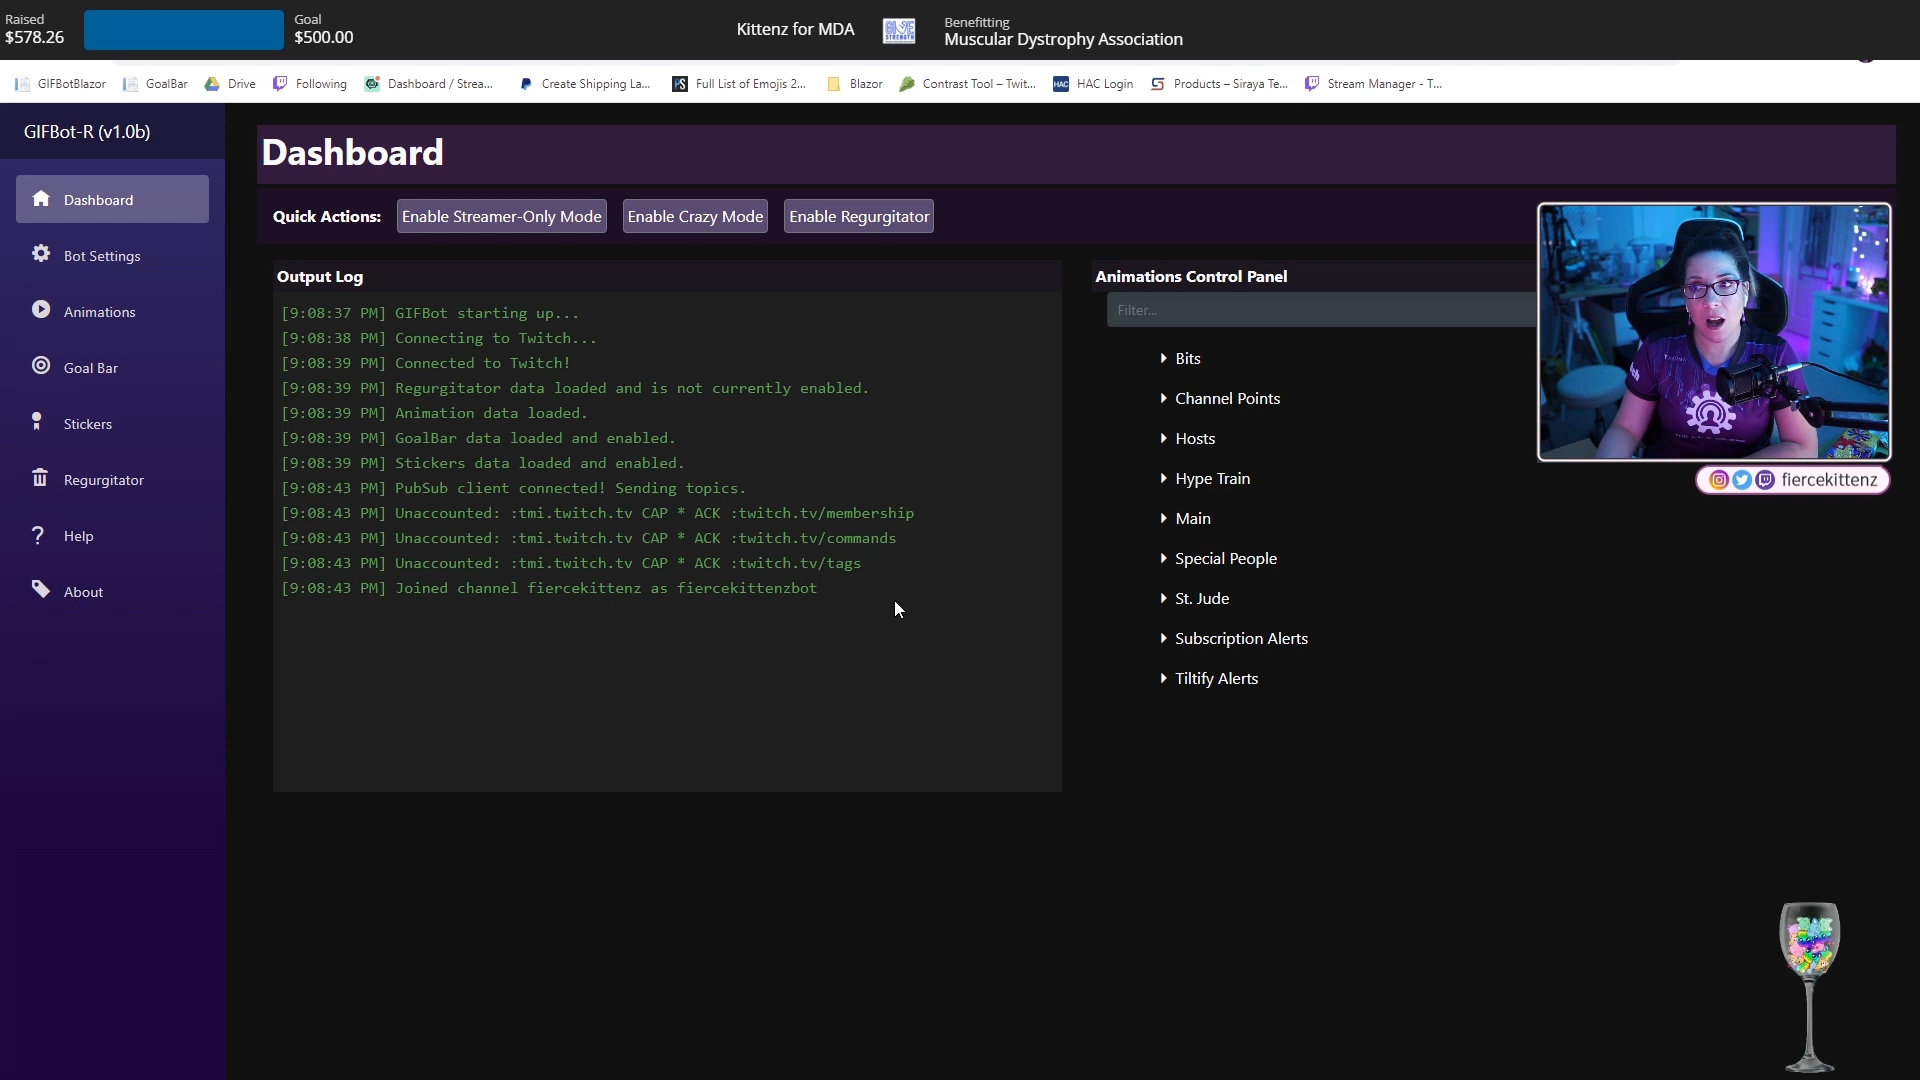 Raised
$578.26
Goal
$500.00
Kittenz for MDA
GIVE
STRENGTH
Benefitting
Muscular Dystrophy Association
GIFBotBlazor
GoalBar
Drive
Following
Dashboard / Strea...
Create Shipping La...
Full List of Emojis 2...
Blazor
Contrast Tool – Twit...
HAC Login
Products – Siraya Te...
Stream Manager - T...
GIFBot-R (v1.0b)
Dashboard
Bot Settings
Animations
Goal Bar
Stickers
Regurgitator
Help
About
Dashboard
Quick Actions:
Enable Streamer-Only Mode
Enable Crazy Mode
Enable Regurgitator
Output Log
[9:08:37 PM] GIFBot starting up...
[9:08:38 PM] Connecting to Twitch...
[9:08:39 PM] Connected to Twitch!
[9:08:39 PM] Regurgitator data loaded and is not currently enabled.
[9:08:39 PM] Animation data loaded.
[9:08:39 PM] GoalBar data loaded and enabled.
[9:08:39 PM] Stickers data loaded and enabled.
[9:08:43 PM] PubSub client connected! Sending topics.
[9:08:43 PM] Unaccounted: :tmi.twitch.tv CAP * ACK :twitch.tv/membership
[9:08:43 PM] Unaccounted: :tmi.twitch.tv CAP * ACK :twitch.tv/commands
[9:08:43 PM] Unaccounted: :tmi.twitch.tv CAP * ACK :twitch.tv/tags
[9:08:43 PM] Joined channel fiercekittenz as fiercekittenzbot
Animations Control Panel
Filter...
Bits
Channel Points
Hosts
Hype Train
Main
Special People
St. Jude
Subscription Alerts
Tiltify Alerts
fiercekittenz